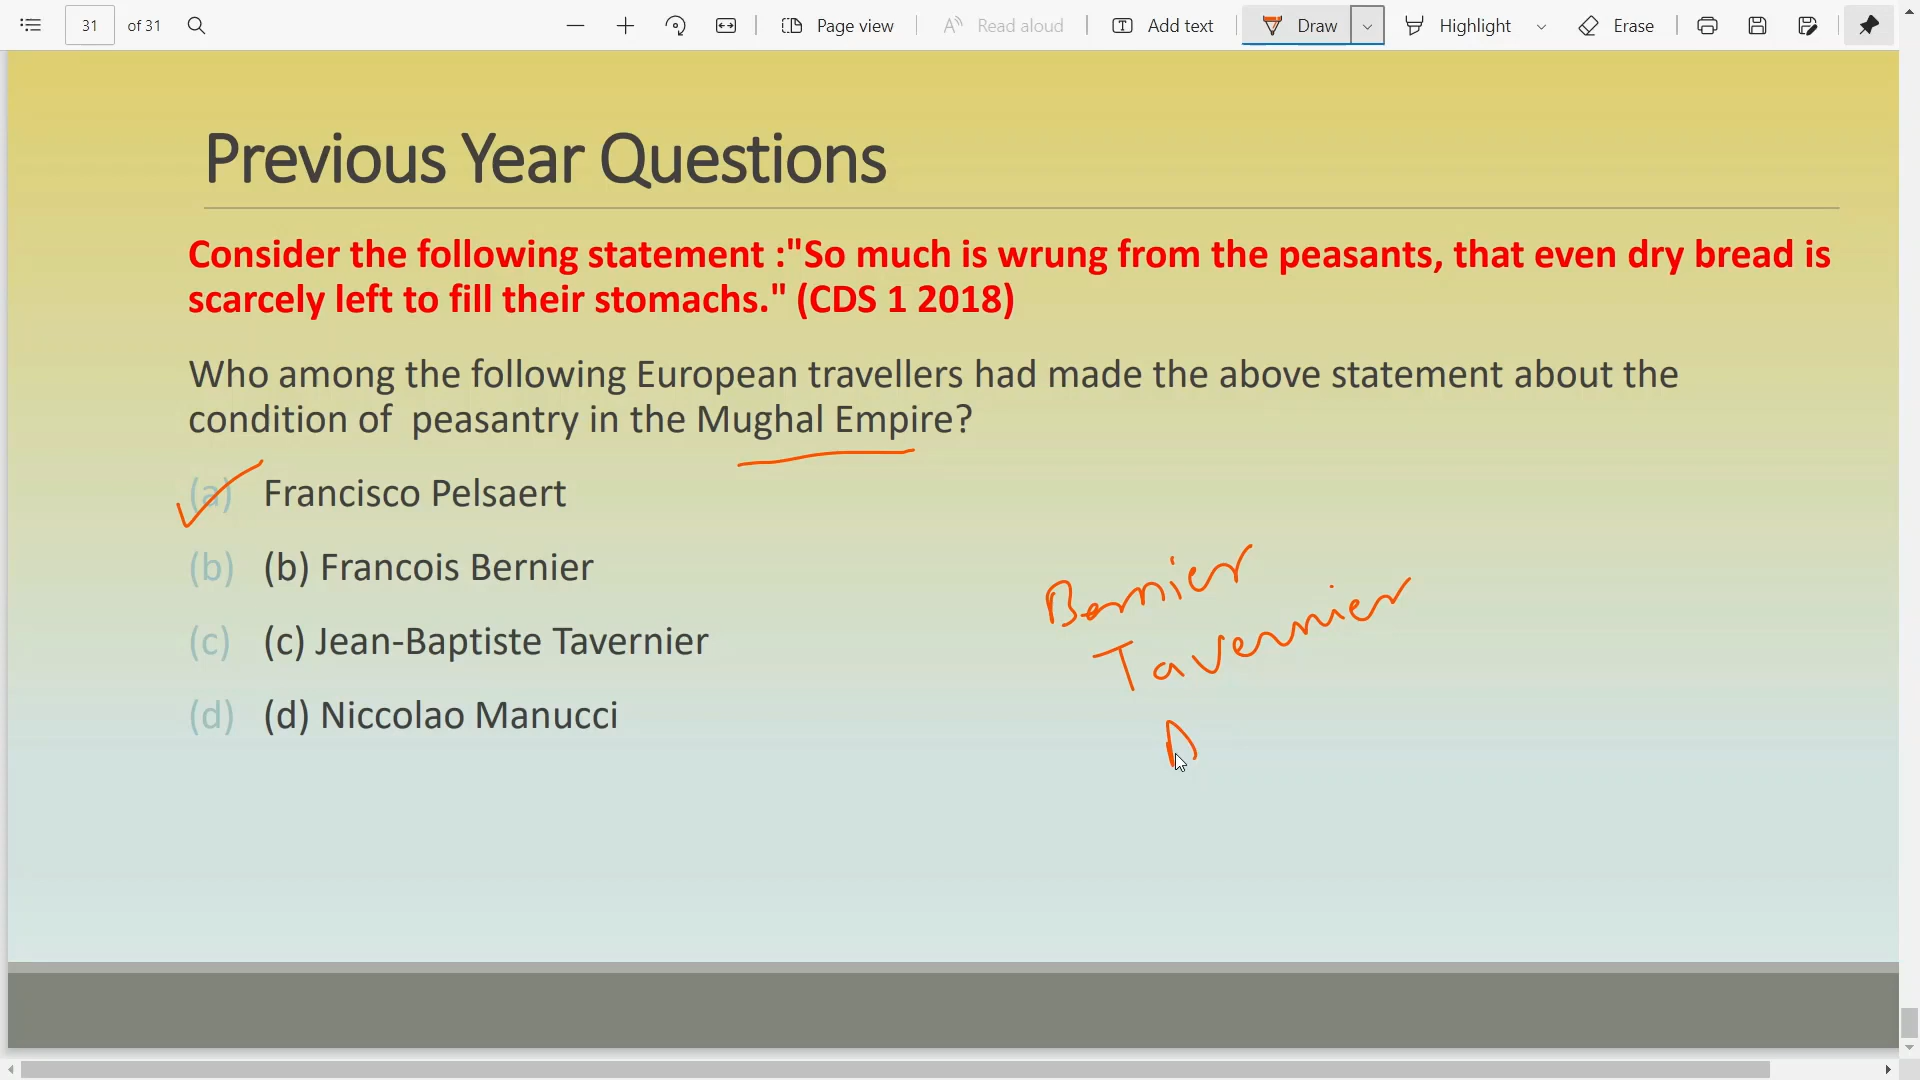 31 of 31 Page view Read aloud Add text Draw Highlight Erase
Previous Year Questions
Consider the following statement :"So much is wrung from the peasants, that even dry bread is
scarcely left to fill their stomachs." (CDS 1 2018)
Who among the following European travellers had made the above statement about the
condition of peasantry in the Mughal Empire?
(a) Francisco Pelsaert
(b) (b) Francois Bernier
(c) (c) Jean-Baptiste Tavernier
(d) (d) Niccolao Manucci
Bernier
Tavernier